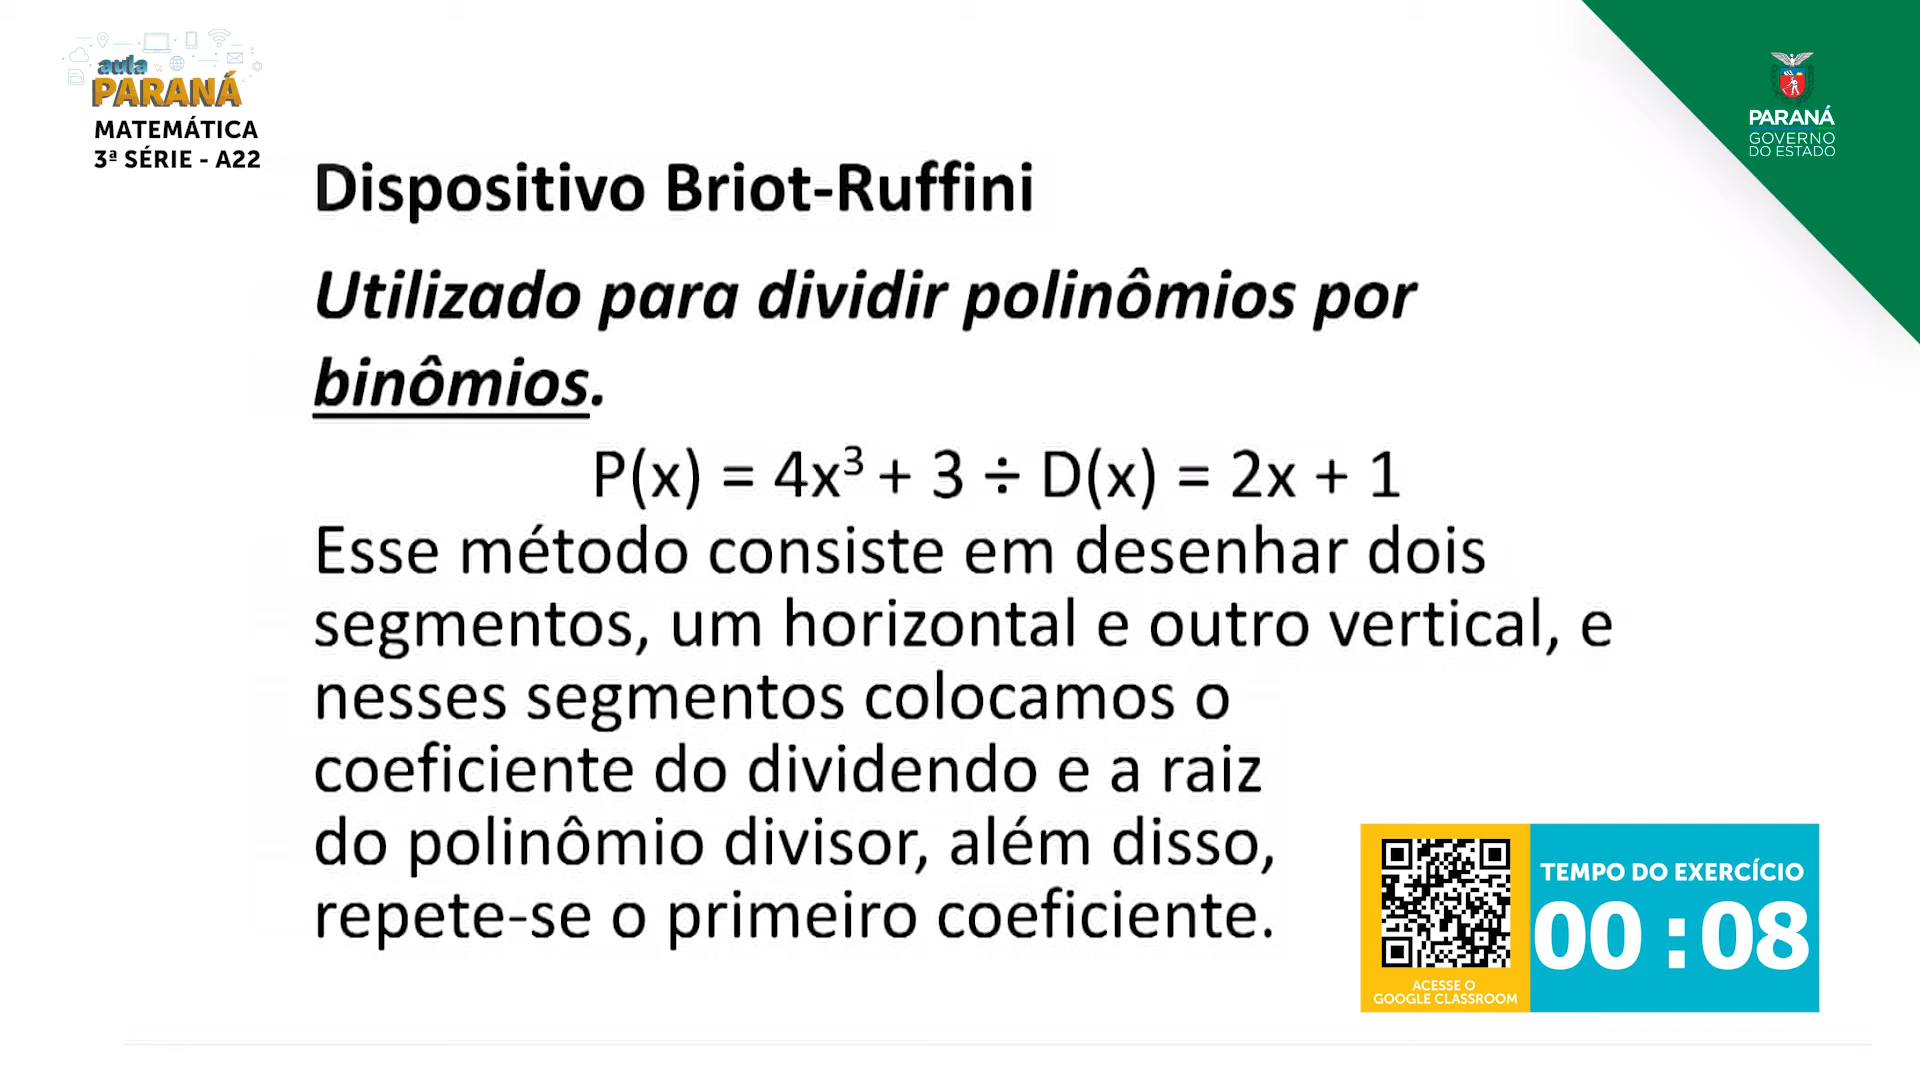 aula
PARANÁ
MATEMÁTICA
3ª SÉRIE - A22
PARANÁ
GOVERNO
DO ESTADO
Dispositivo Briot-Ruffini
Utilizado para dividir polinômios por
binômios.
P(x) = 4x³ + 3 ÷ D(x) = 2x + 1
Esse método consiste em desenhar dois
segmentos, um horizontal e outro vertical, e
nesses segmentos colocamos o
coeficiente do dividendo e a raiz
do polinômio divisor, além disso,
repete-se o primeiro coeficiente.
ACESSE O
GOOGLE CLASSROOM
TEMPO DO EXERCÍCIO
00:08